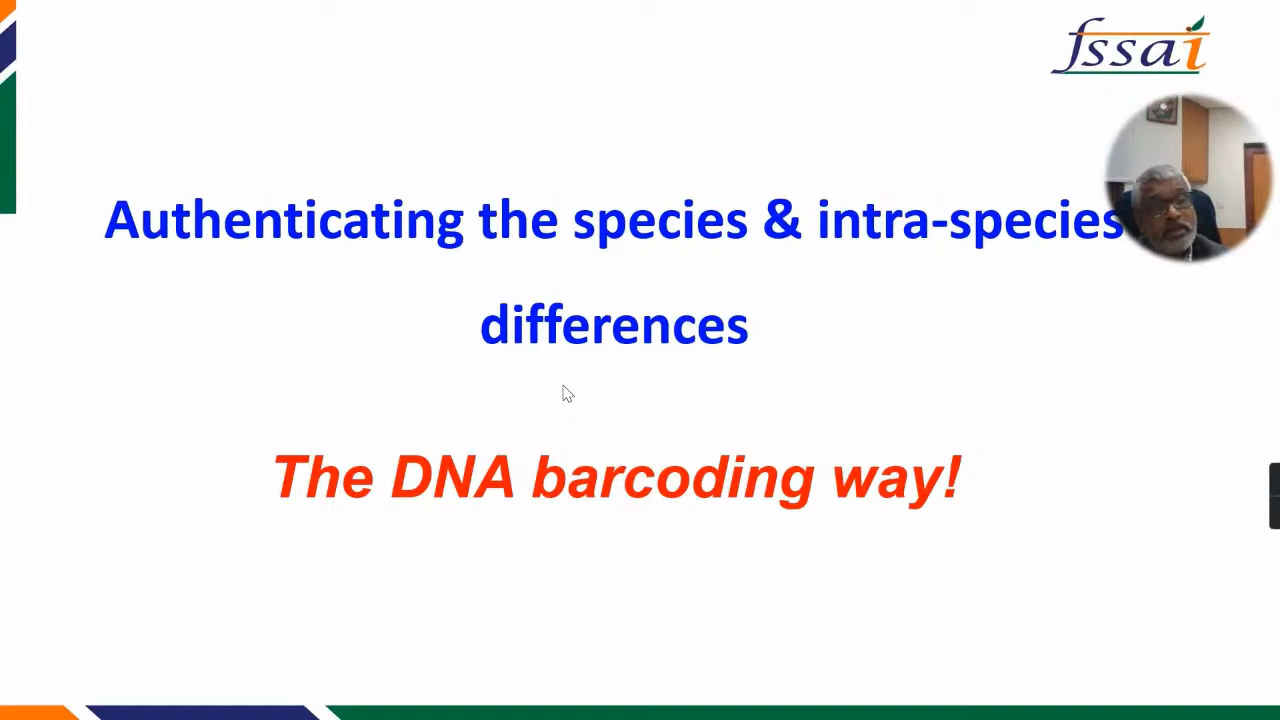 fssai
Authenticating the species & intra-species
differences
The DNA barcoding way!